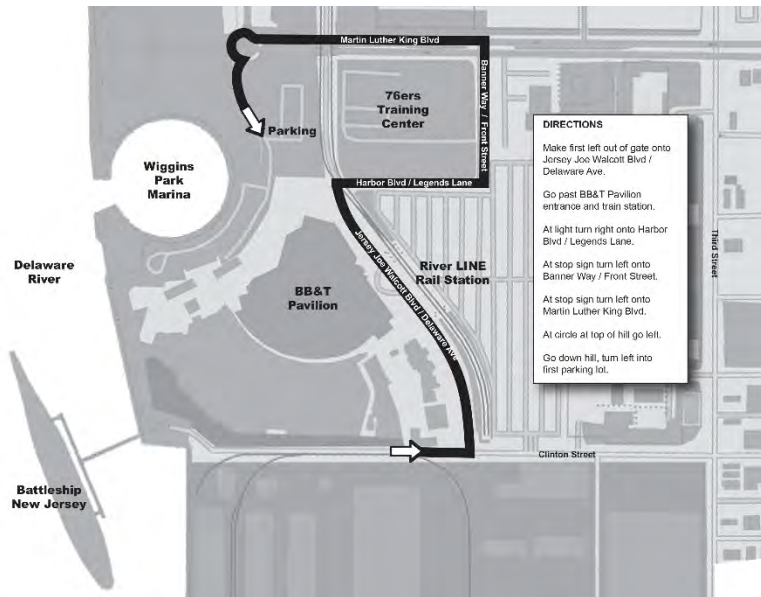 Martin Luther King Blvd
Banner Way / Front Street
76ers
Training
Center
Parking
Wiggins
Park
Marina
Harbor Blvd / Legends Lane
Delaware
River
BB&T
Pavilion
River LINE
Rail Station
Jersey Joe Walcott Blvd / Delaware Ave
Third Street
Clinton Street
Battleship
New Jersey
DIRECTIONS
Make first left out of gate onto
Jersey Joe Walcott Blvd /
Delaware Ave.
Go past BB&T Pavilion
entrance and train station.
At light turn right onto Harbor
Blvd / Legends Lane.
At stop sign turn left onto
Banner Way / Front Street.
At stop sign turn left onto
Martin Luther King Blvd.
At circle at top of hill go left.
Go down hill, turn left into
first parking lot.